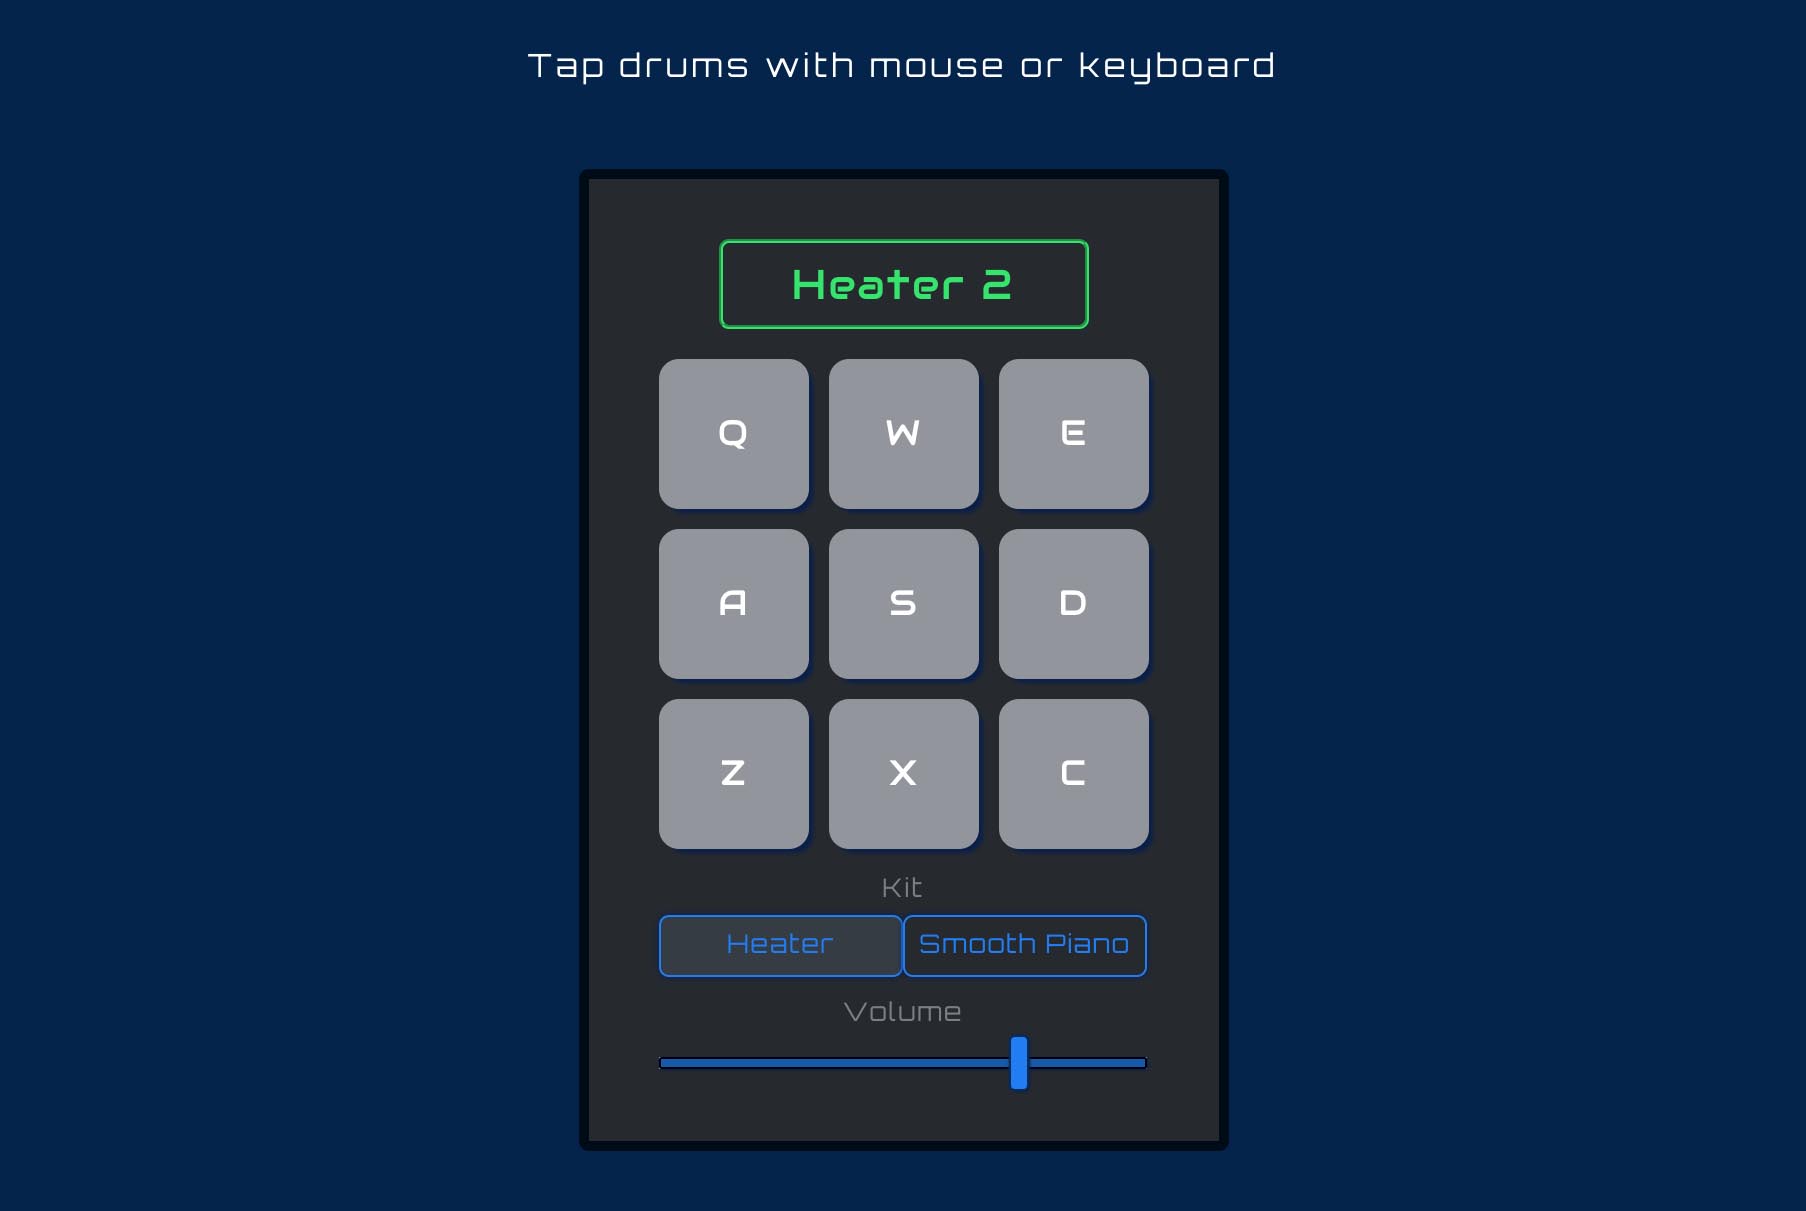 Tap drums with mouse or keyboard
Heater 2
Q W E
A S D
Z X C
Kit
Heater Smooth Piano
Volume